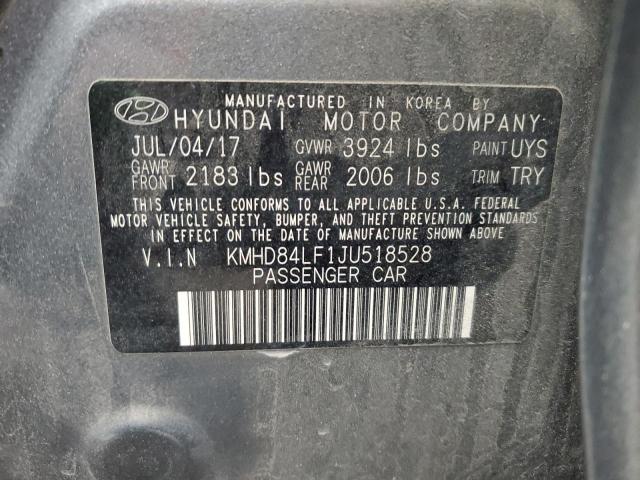 MANUFACTURED IN KOREA BY
HYUNDAI MOTOR COMPANY
JUL/04/17 GVWR 3924 lbs PAINT UYS
GAWR FRONT 2183 lbs GAWR REAR 2006 lbs TRIM TRY
THIS VEHICLE CONFORMS TO ALL APPLICABLE U.S.A. FEDERAL
MOTOR VEHICLE SAFETY, BUMPER, AND THEFT PREVENTION STANDARDS
IN EFFECT ON THE DATE OF MANUFACTURE SHOWN ABOVE
V.I.N KMHD84LF1JU518528
PASSENGER CAR